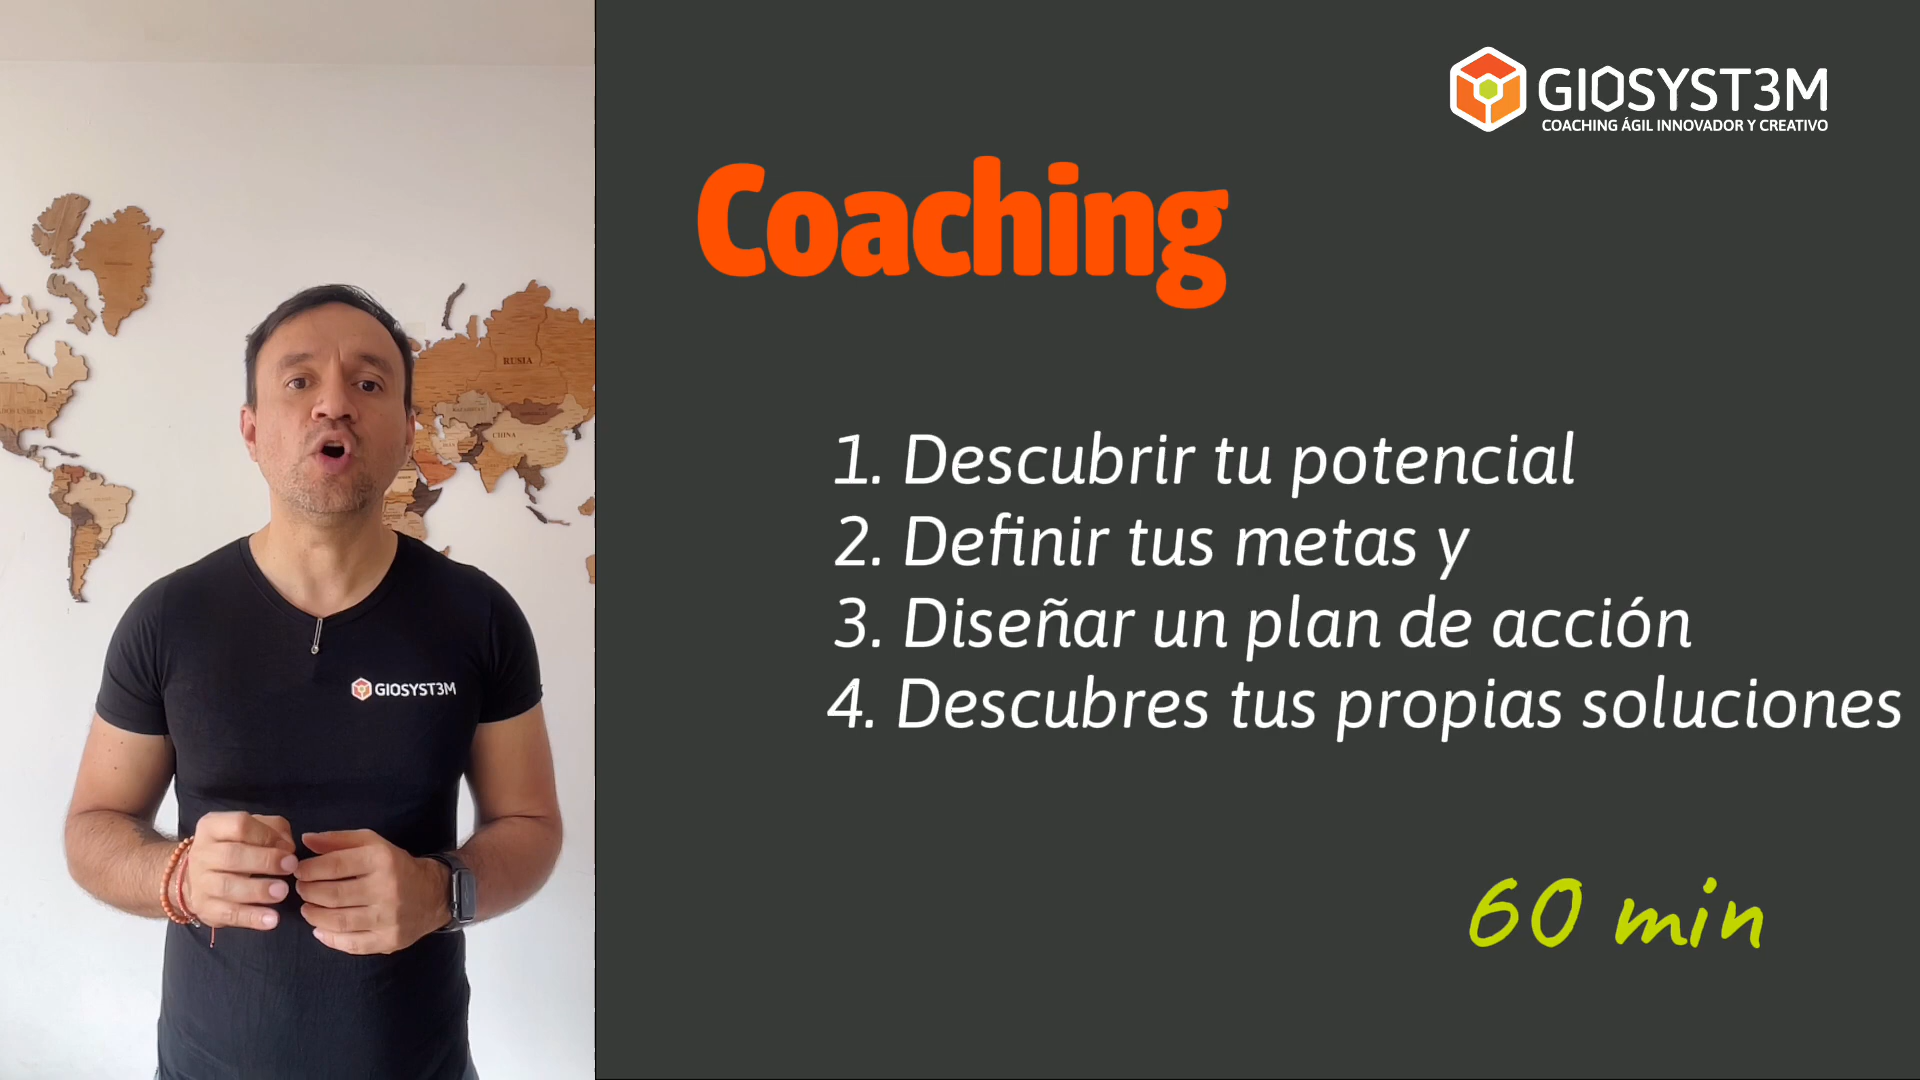 GIOSYST3M
COACHING ÁGIL INNOVADOR Y CREATIVO
Coaching
1. Descubrir tu potencial
2. Definir tus metas y
3. Diseñar un plan de acción
4. Descubres tus propias soluciones
60 min
RUSIA
CHINA
GIOSYST3M